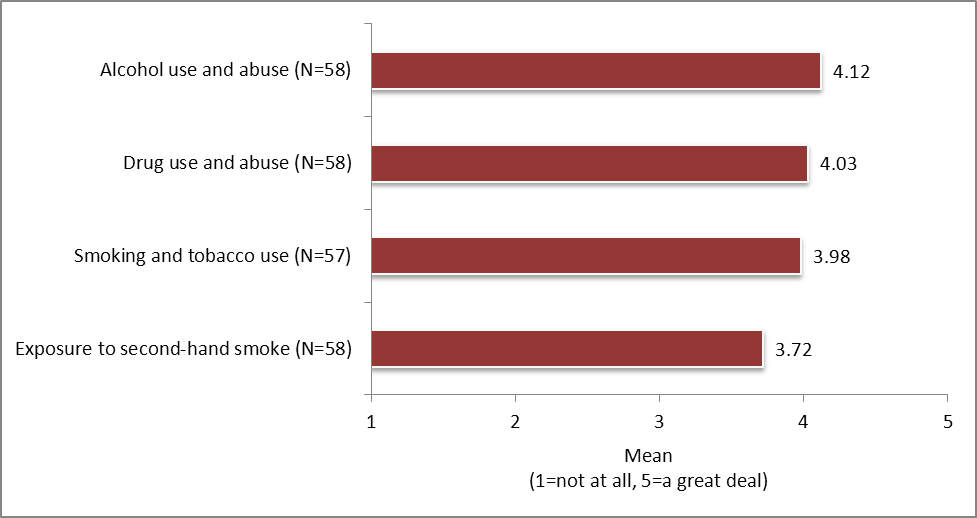 Alcohol use and abuse (N=58)
4.12
Drug use and abuse (N=58)
4.03
Smoking and tobacco use (N=57)
3.98
Exposure to second-hand smoke (N=58)
3.72
1 2 3 4 5
Mean
(1=not at all, 5=a great deal)